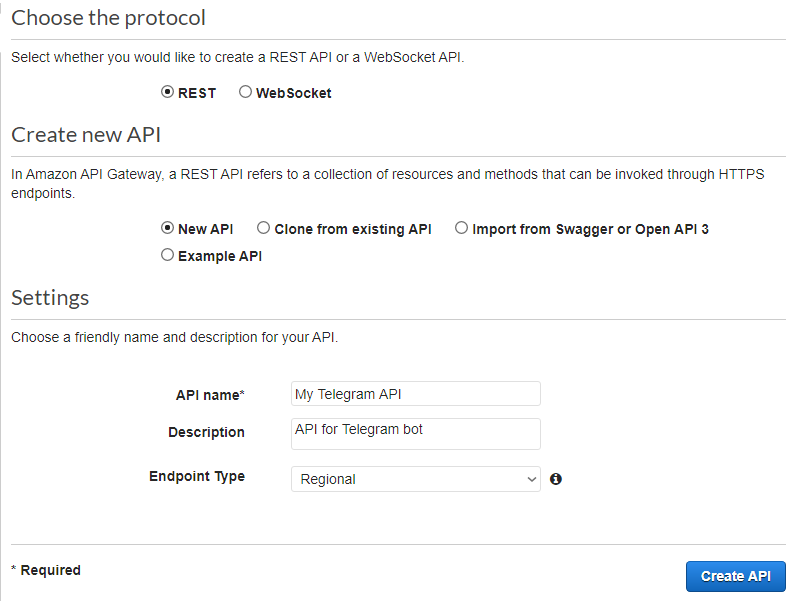 Choose the protocol
Select whether you would like to create a REST API or a WebSocket API.
REST WebSocket
Create new API
In Amazon API Gateway, a REST API refers to a collection of resources and methods that can be invoked through HTTPS
endpoints.
New API Clone from existing API Import from Swagger or Open API 3
Example API
Settings
Choose a friendly name and description for your API.
API name* My Telegram API
Description API for Telegram bot
Endpoint Type Regional
* Required
Create API